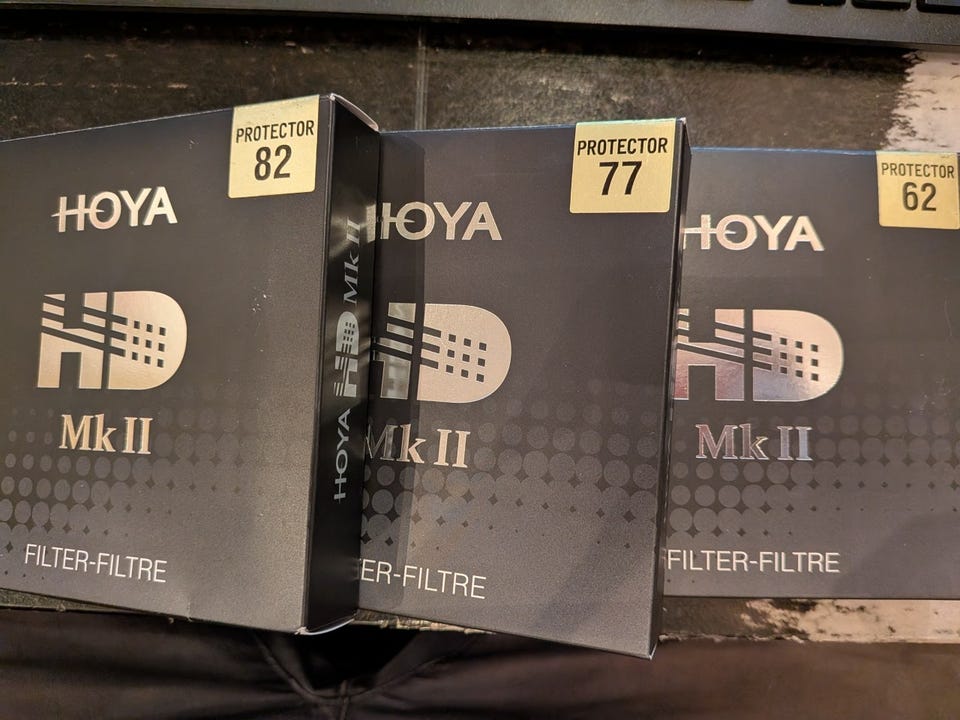 PROTECTOR
82
HOYA
HD
Mk II
FILTER-FILTRE
HOYA HD Mk II
PROTECTOR
77
HOYA
HD
Mk II
ER-FILTRE
PROTECTOR
62
HOYA
HD
Mk II
FILTER-FILTRE